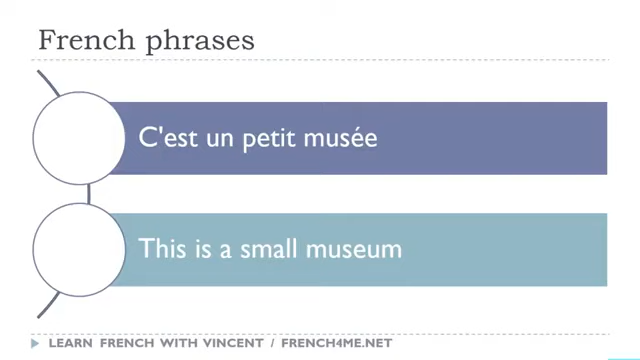 French phrases
C'est un petit musée
This is a small museum
LEARN FRENCH WITH VINCENT / FRENCH4ME.NET